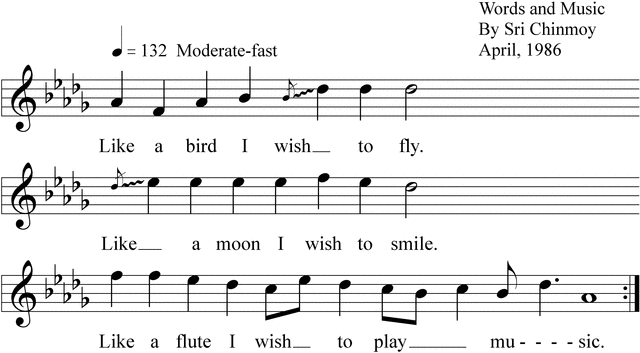 Words and Music
By Sri Chinmoy
April, 1986
= 132 Moderate-fast
Like a bird I wish__ to fly.
Like__ a moon I wish to smile.
Like a flute I wish__ to play____ mu - - - - sic.